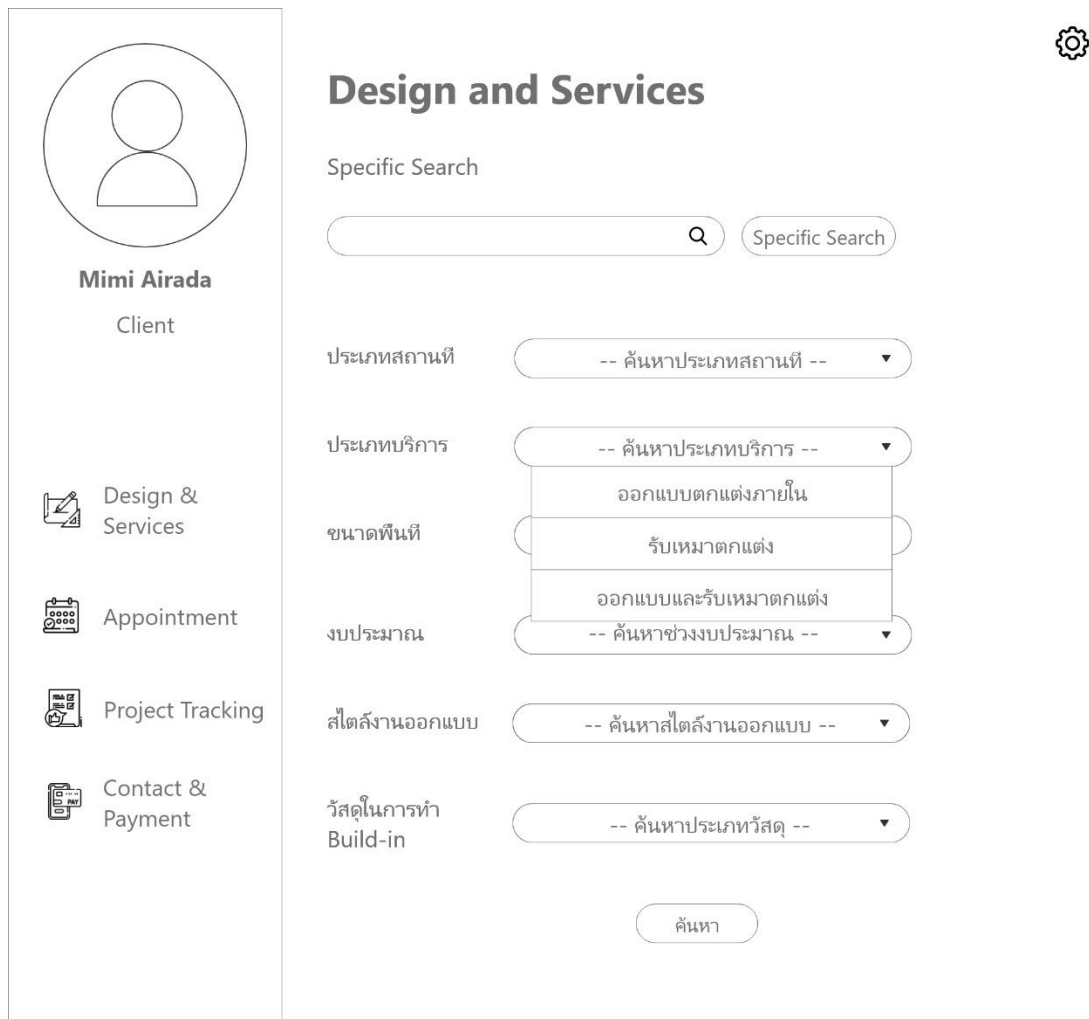 Mimi Airada
Client
Design &
Services
Appointment
Project Tracking
Contact &
Payment
Design and Services
Specific Search
Specific Search
ประเภทสถานที่
-- ค้นหาประเภทสถานที่ --
ประเภทบริการ
-- ค้นหาประเภทบริการ --
ออกแบบตกแต่งภายใน
รับเหมาตกแต่ง
ออกแบบและรับเหมาตกแต่ง
ขนาดพื้นที่
งบประมาณ
-- ค้นหาช่วงงบประมาณ --
สไตล์งานออกแบบ
-- ค้นหาสไตล์งานออกแบบ --
วัสดุในการทำ
Build-in
-- ค้นหาประเภทวัสดุ --
ค้นหา